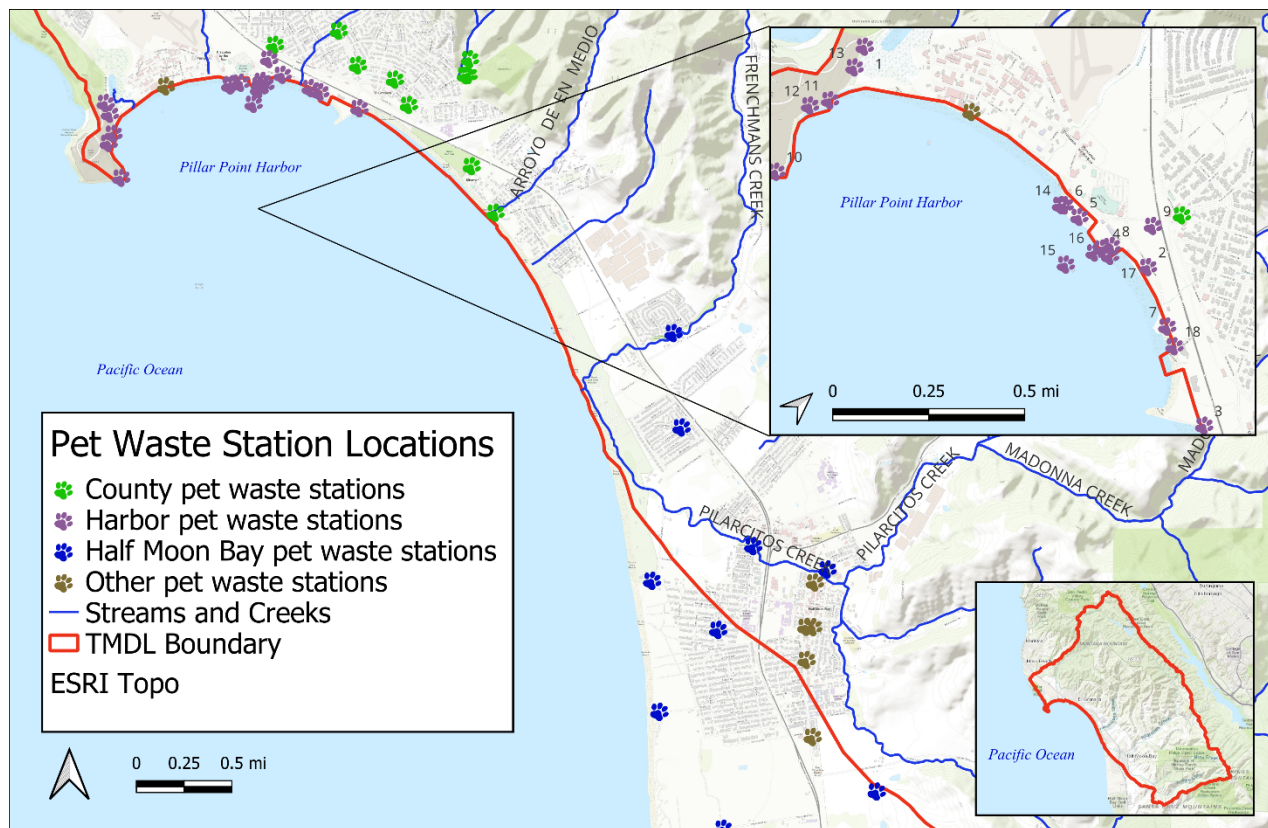 Pillar Point Harbor
Pacific Ocean
ARROYO DE EN MEDIO
FRENCHMANS CREEK
PILARCITOS CREEK
PILARCITOS CREEK
MADONNA CREEK
MADO
13
1
12
11
10
Pillar Point Harbor
14
6
5
9
16
4
8
15
2
17
7
18
3
0 0.25 0.5 mi
Pet Waste Station Locations
County pet waste stations
Harbor pet waste stations
Half Moon Bay pet waste stations
Other pet waste stations
Streams and Creeks
TMDL Boundary
ESRI Topo
0 0.25 0.5 mi
Pacific Ocean